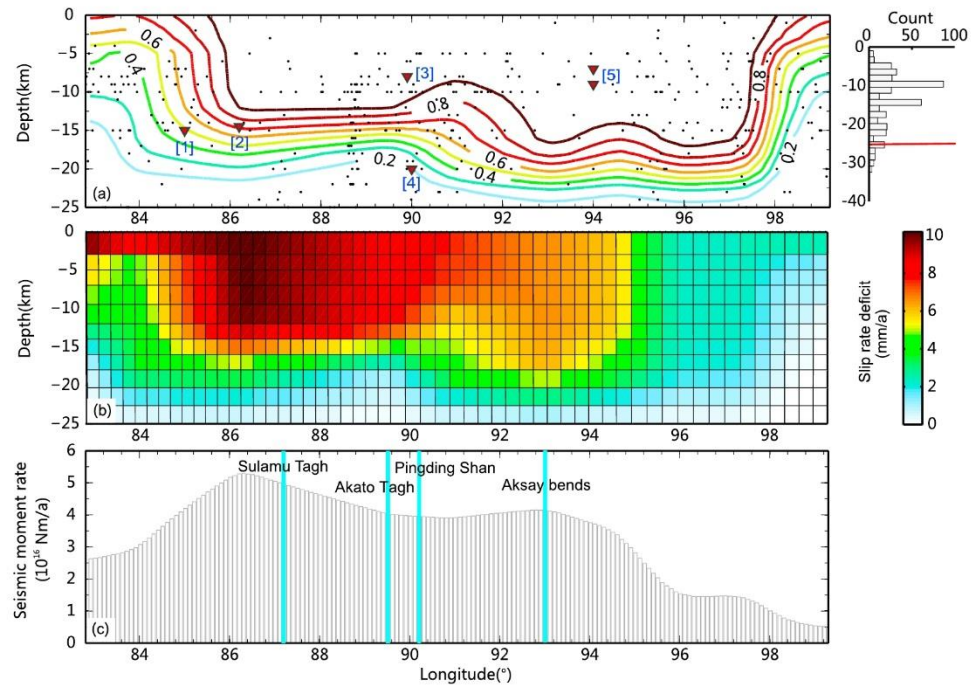 Count
0 50 100
0
−5
−10
−15
−20
−25
Depth(km)
0.6
0.4
0.8
0.6
0.4
0.2
0.8
0.2
[1]
[2]
[3]
[4]
[5]
(a)
84 86 88 90 92 94 96 98
0
−10
−20
−30
−40
0
−5
−10
−15
−20
−25
Depth(km)
(b)
84 86 88 90 92 94 96 98
10
8
6
4
2
0
Slip rate deficit
(mm/a)
6
5
4
3
2
1
0
Seismic moment rate
(10¹⁶ Nm/a)
Sulamu Tagh
Pingding Shan
Akato Tagh
Aksay bends
(c)
84 86 88 90 92 94 96 98
Longitude(°)